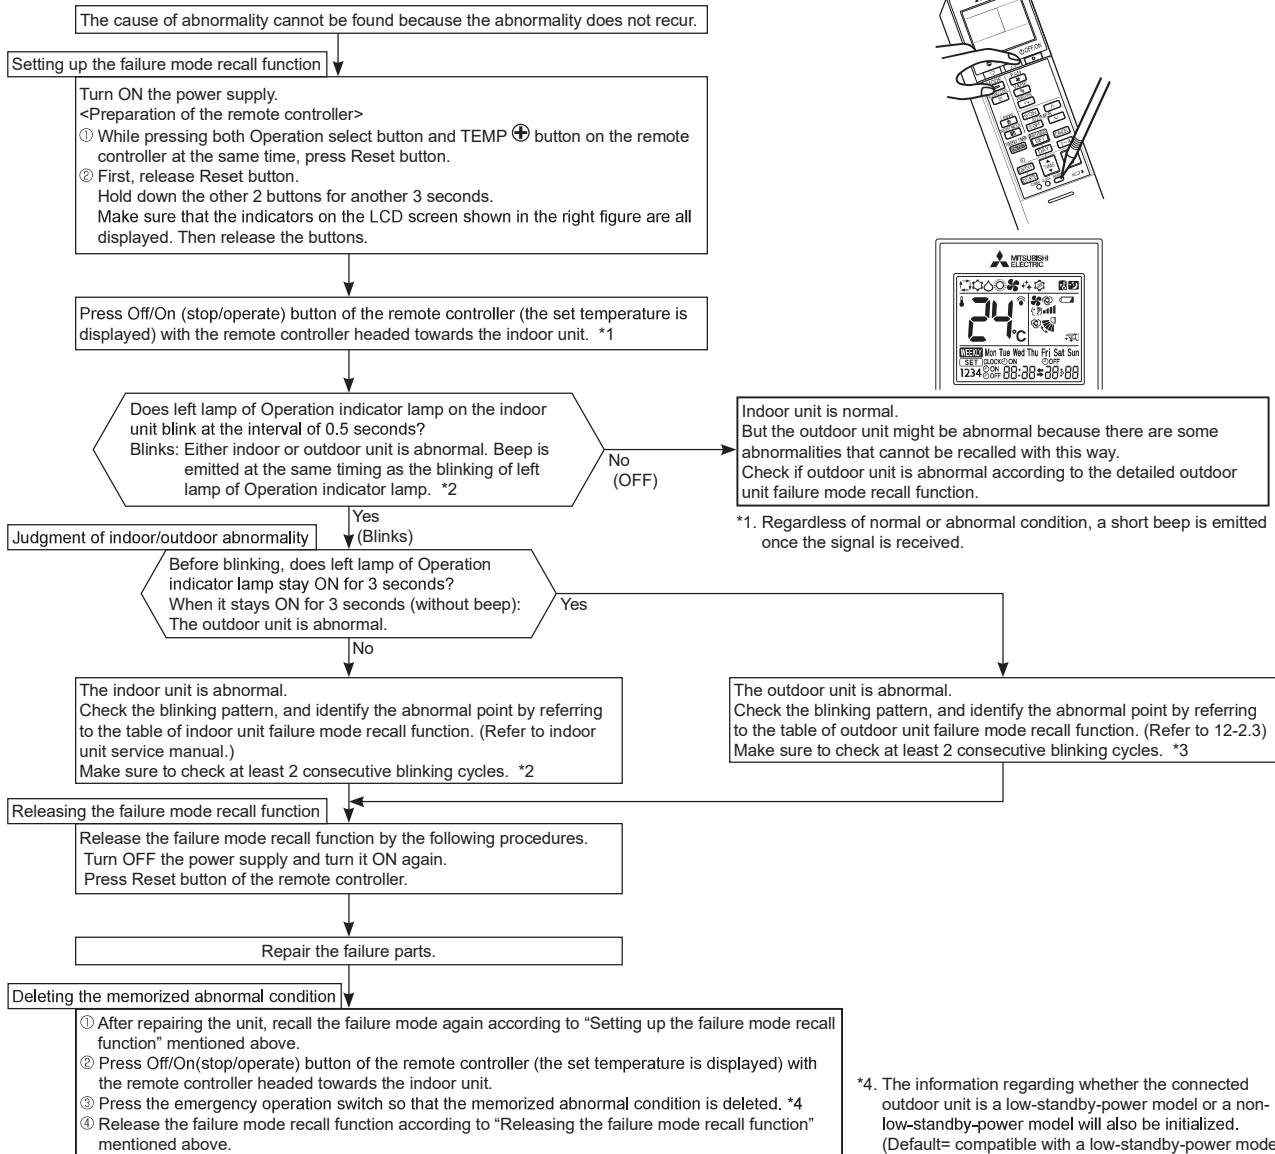 The cause of abnormality cannot be found because the abnormality does not recur.
Setting up the failure mode recall function
Turn ON the power supply.
<Preparation of the remote controller>
① While pressing both Operation select button and TEMP ⊕ button on the remote
controller at the same time, press Reset button.
② First, release Reset button.
Hold down the other 2 buttons for another 3 seconds.
Make sure that the indicators on the LCD screen shown in the right figure are all
displayed. Then release the buttons.
MITSUBISHI
ELECTRIC
24°C
WEEKLY Mon Tue Wed Thu Fri Sat Sun
SET CLOCK ON OFF
1234 ON OFF 88:88 88:88
Press Off/On (stop/operate) button of the remote controller (the set temperature is
displayed) with the remote controller headed towards the indoor unit. *1
Does left lamp of Operation indicator lamp on the indoor
unit blink at the interval of 0.5 seconds?
Blinks: Either indoor or outdoor unit is abnormal. Beep is
emitted at the same timing as the blinking of left
lamp of Operation indicator lamp. *2
No
(OFF)
Indoor unit is normal.
But the outdoor unit might be abnormal because there are some
abnormalities that cannot be recalled with this way.
Check if outdoor unit is abnormal according to the detailed outdoor
unit failure mode recall function.
*1. Regardless of normal or abnormal condition, a short beep is emitted
once the signal is received.
Yes
(Blinks)
Judgment of indoor/outdoor abnormality
Before blinking, does left lamp of Operation
indicator lamp stay ON for 3 seconds?
When it stays ON for 3 seconds (without beep):
The outdoor unit is abnormal.
Yes
No
The indoor unit is abnormal.
Check the blinking pattern, and identify the abnormal point by referring
to the table of indoor unit failure mode recall function. (Refer to indoor
unit service manual.)
Make sure to check at least 2 consecutive blinking cycles. *2
The outdoor unit is abnormal.
Check the blinking pattern, and identify the abnormal point by referring
to the table of outdoor unit failure mode recall function. (Refer to 12-2.3)
Make sure to check at least 2 consecutive blinking cycles. *3
Releasing the failure mode recall function
Release the failure mode recall function by the following procedures.
Turn OFF the power supply and turn it ON again.
Press Reset button of the remote controller.
Repair the failure parts.
Deleting the memorized abnormal condition
① After repairing the unit, recall the failure mode again according to “Setting up the failure mode recall
function” mentioned above.
② Press Off/On(stop/operate) button of the remote controller (the set temperature is displayed) with
the remote controller headed towards the indoor unit.
③ Press the emergency operation switch so that the memorized abnormal condition is deleted. *4
④ Release the failure mode recall function according to “Releasing the failure mode recall function”
mentioned above.
*4. The information regarding whether the connected
outdoor unit is a low-standby-power model or a non-
low-standby-power model will also be initialized.
(Default= compatible with a low-standby-power mode